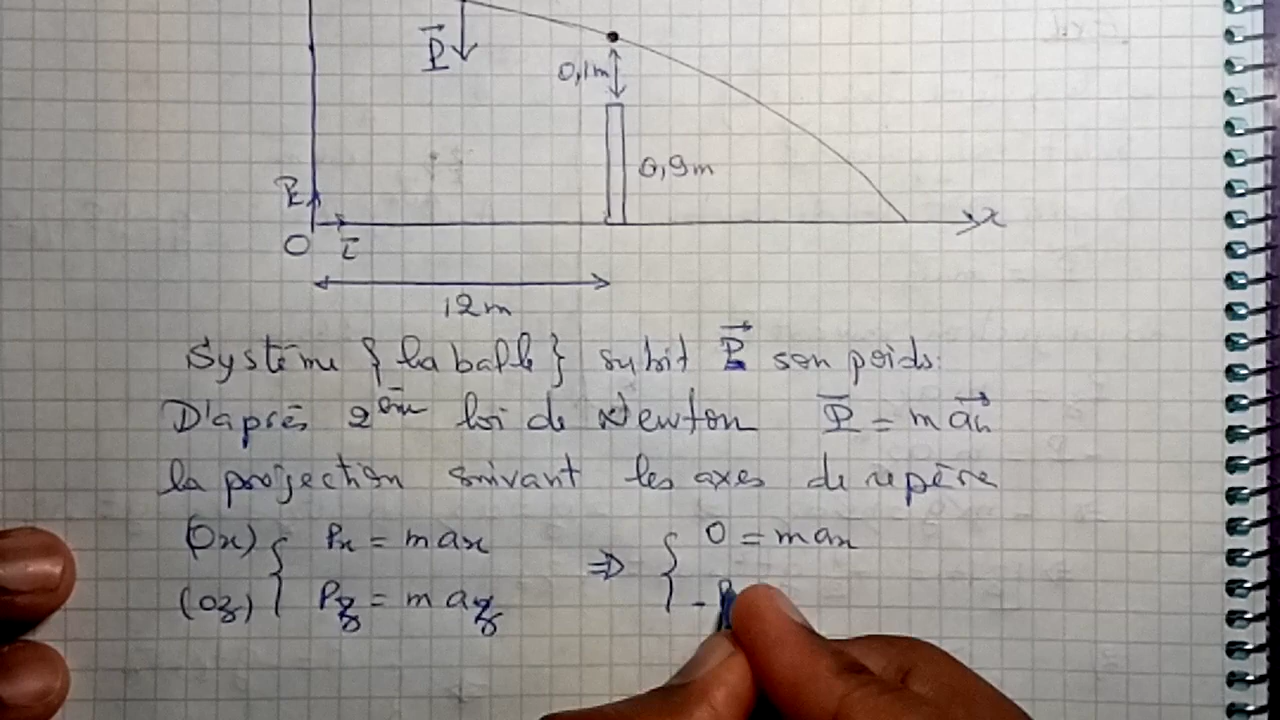 P
0,1m
0,9m
k
O i x
12m
Système { la balle } subit P⃗ son poids.
D'après 2ème loi de Newton P⃗ = m a⃗
la projection suivant les axes de repère
(Ox) { Px = m ax ⇒ { 0 = m ax
(Oz) Pz = m az - P